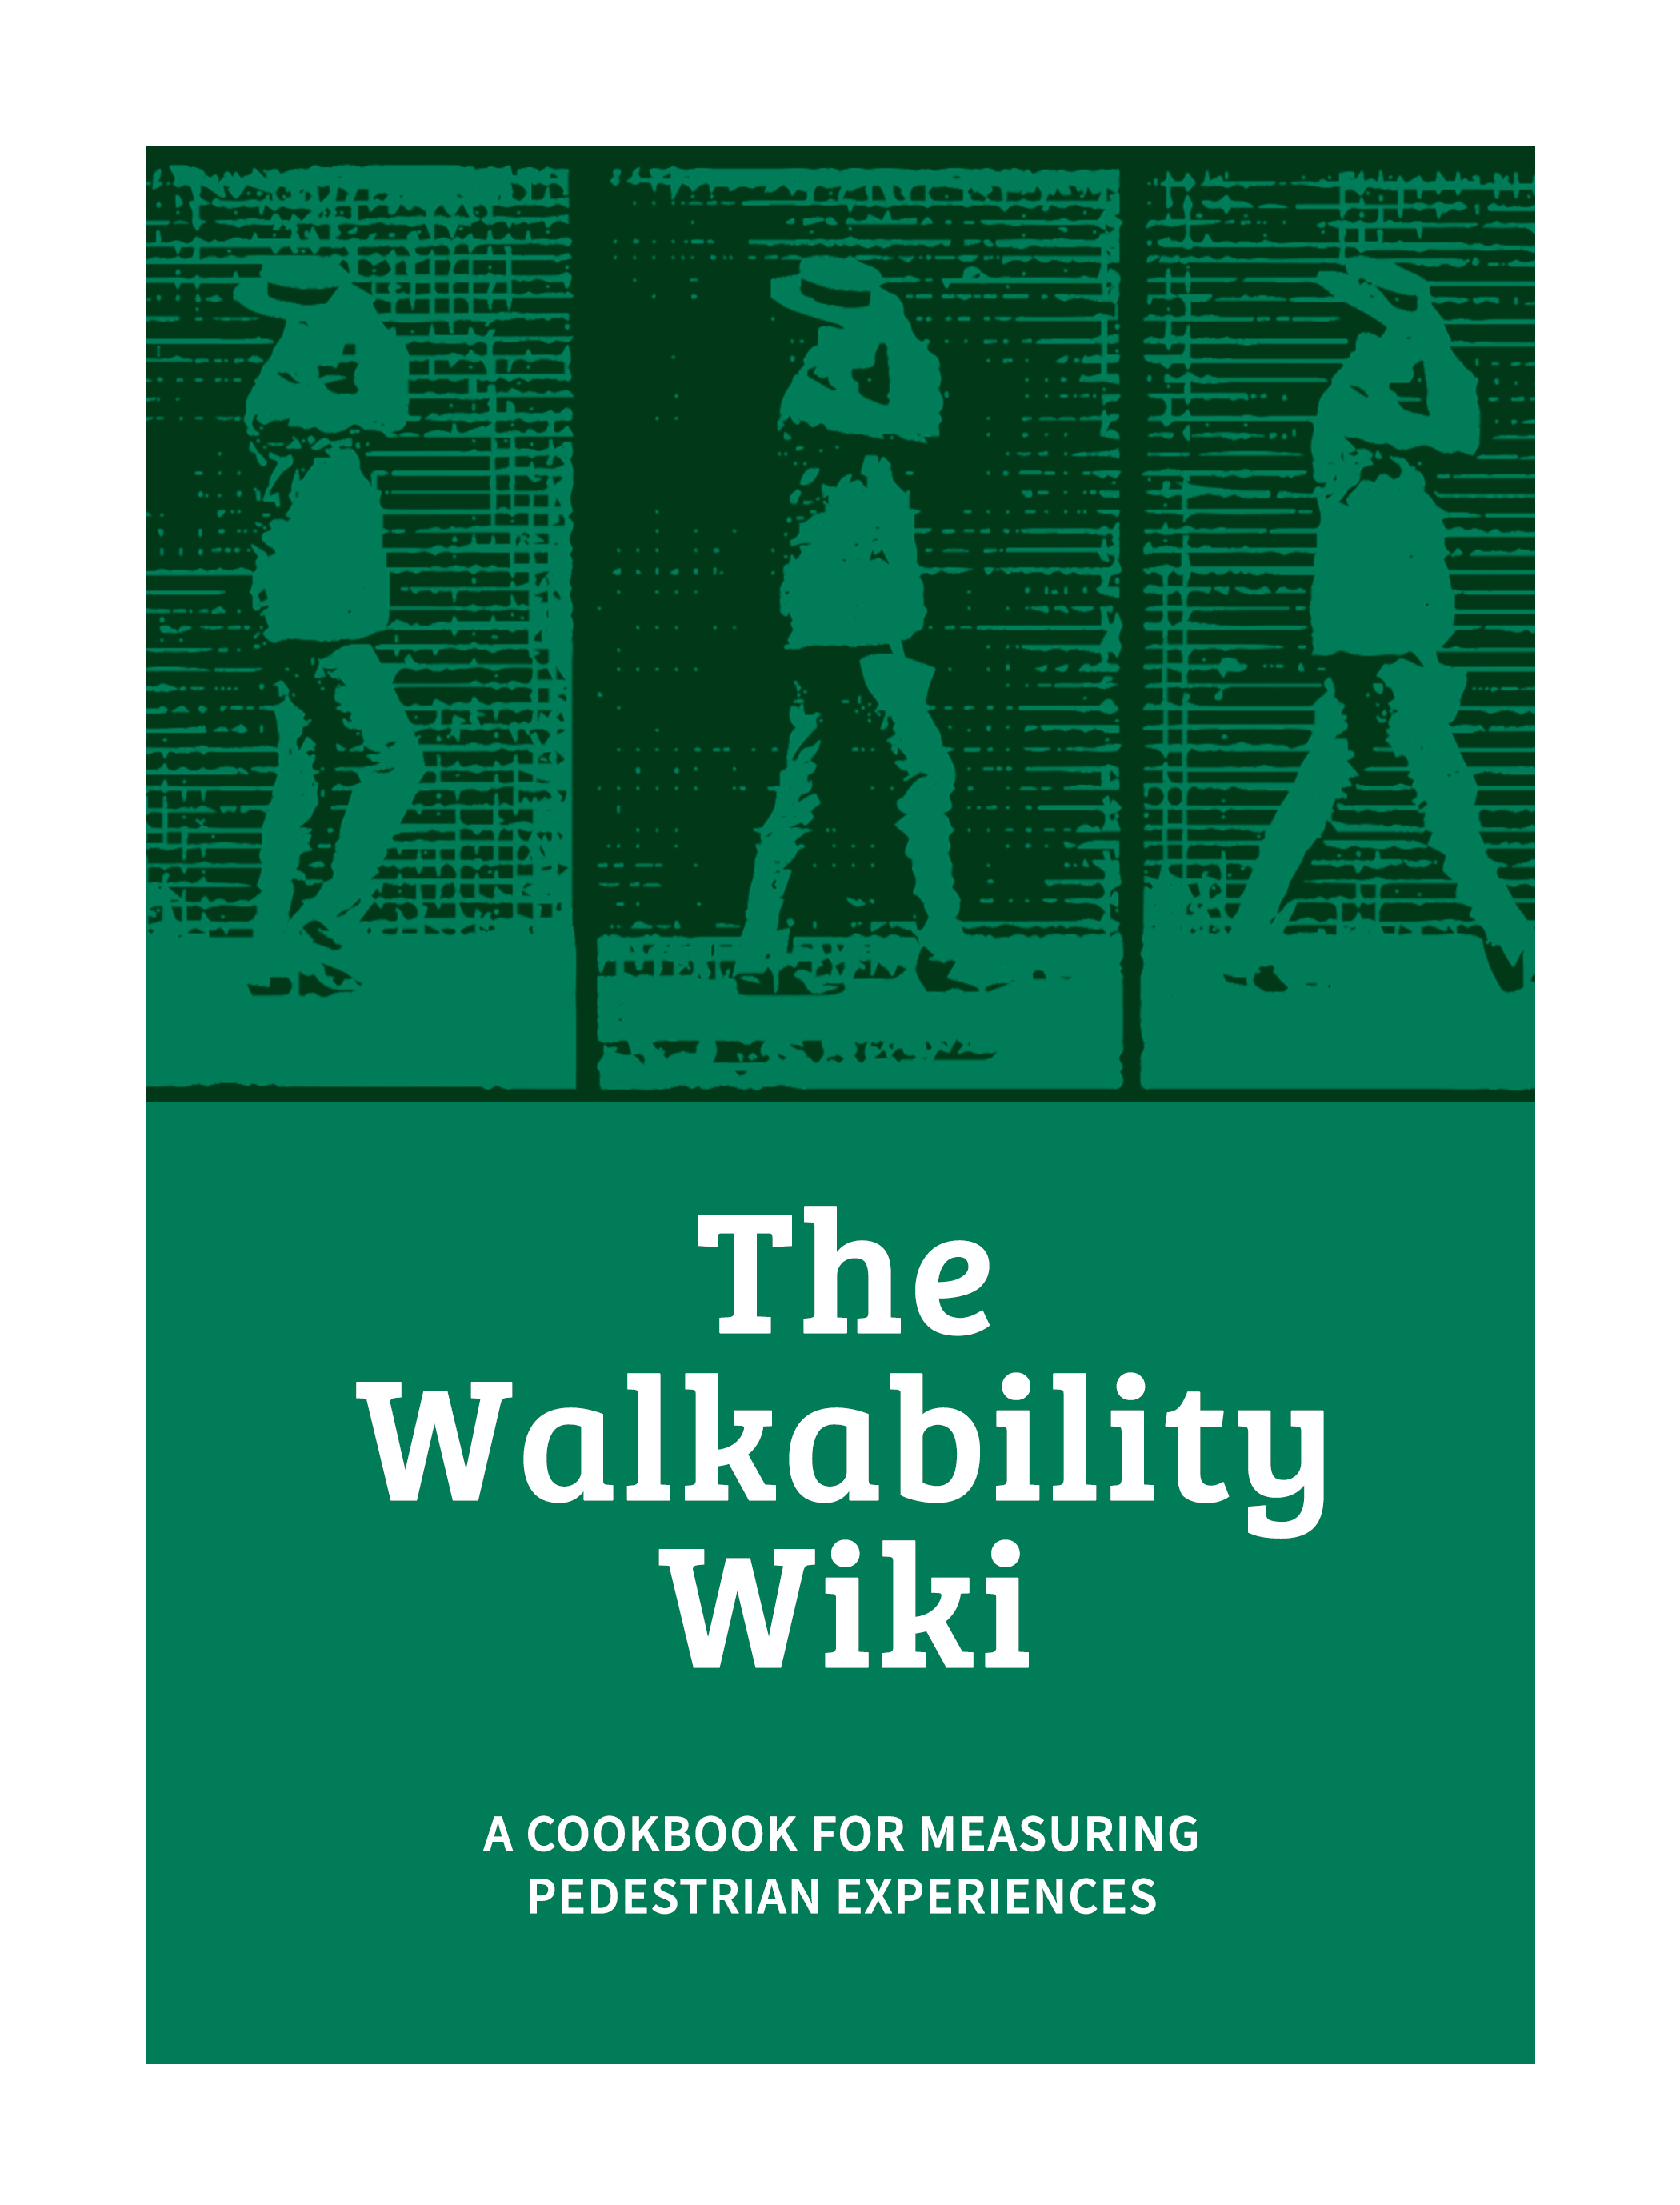 The
Walkability
Wiki
A COOKBOOK FOR MEASURING
PEDESTRIAN EXPERIENCES